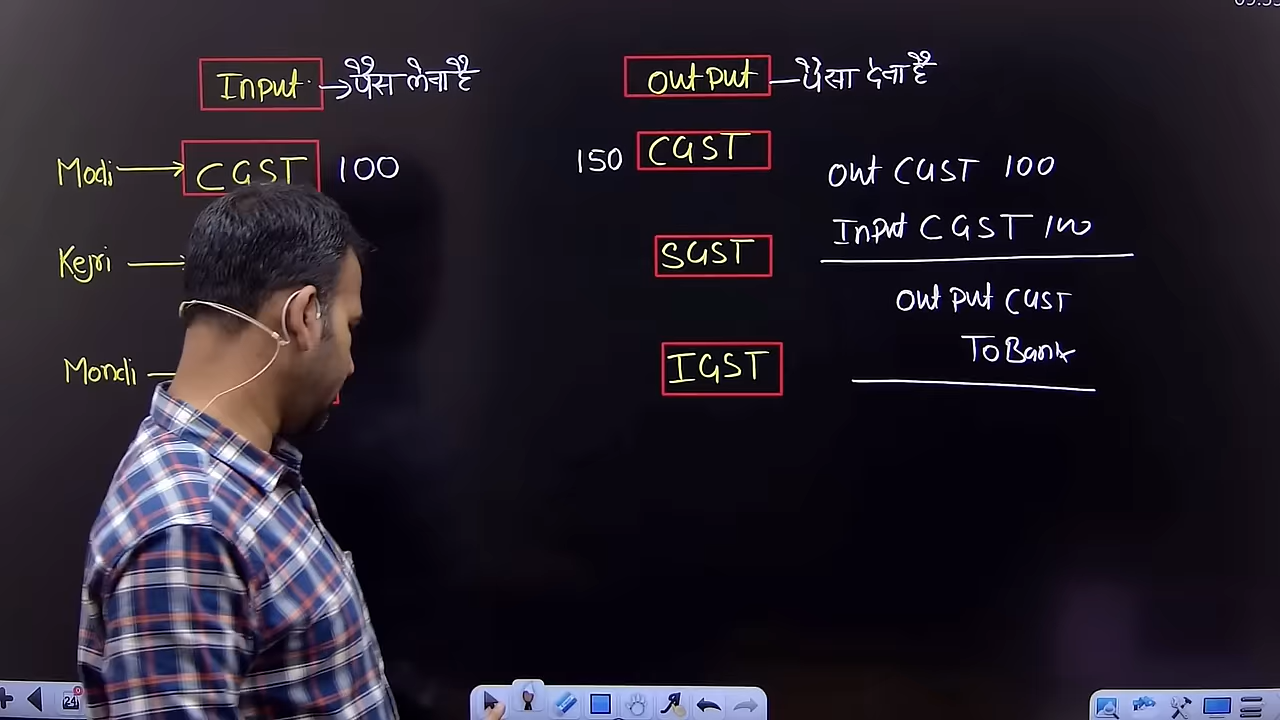 Input → पैसे लेना है
Output — पैसा देना है
Modi → CGST 100
150 CGST
Out CGST 100
Input CGST 100
Kejri →
SGST
Output CGST
To Bank
Mondi —
IGST
24